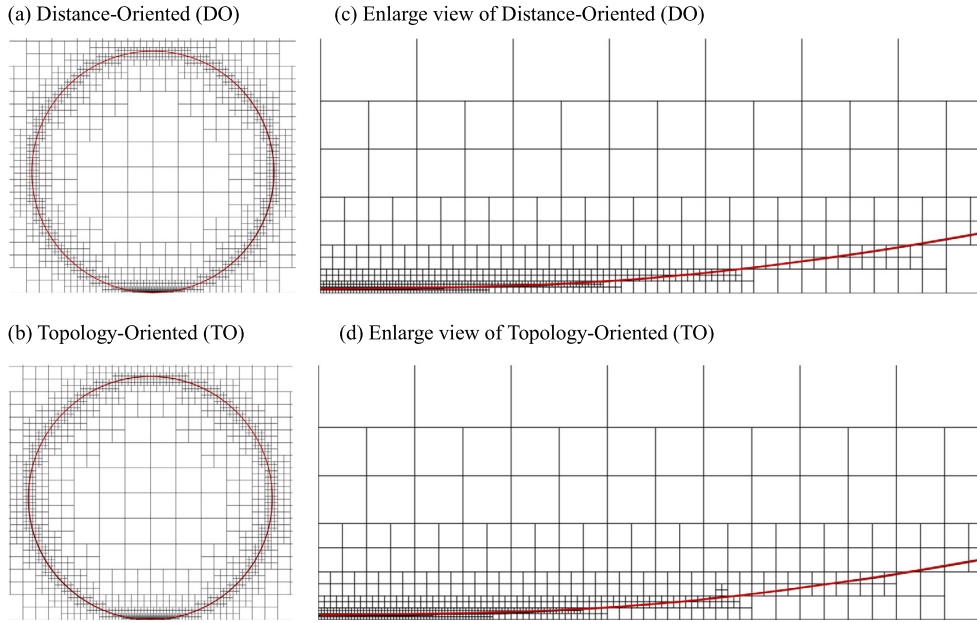 (a) Distance-Oriented (DO)
(c) Enlarge view of Distance-Oriented (DO)
(b) Topology-Oriented (TO)
(d) Enlarge view of Topology-Oriented (TO)